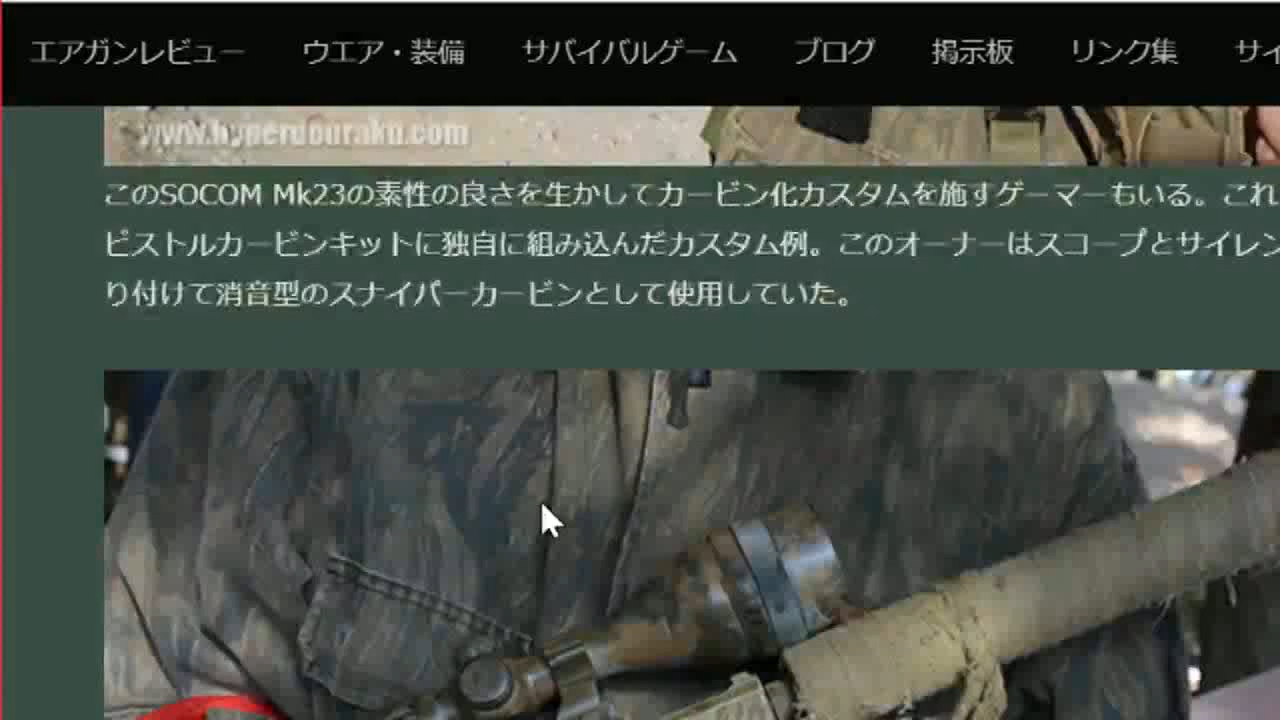 エアガンレビュー ウエア・装備 サバイバルゲーム ブログ 掲示板 リンク集 サイ
www.hyperdouraku.com
このSOCOM Mk23の素性の良さを生かしてカービン化カスタムを施すゲーマーもいる。これ
ピストルカービンキットに独自に組み込んだカスタム例。このオーナーはスコープとサイレン
り付けて消音型のスナイパーカービンとして使用していた。